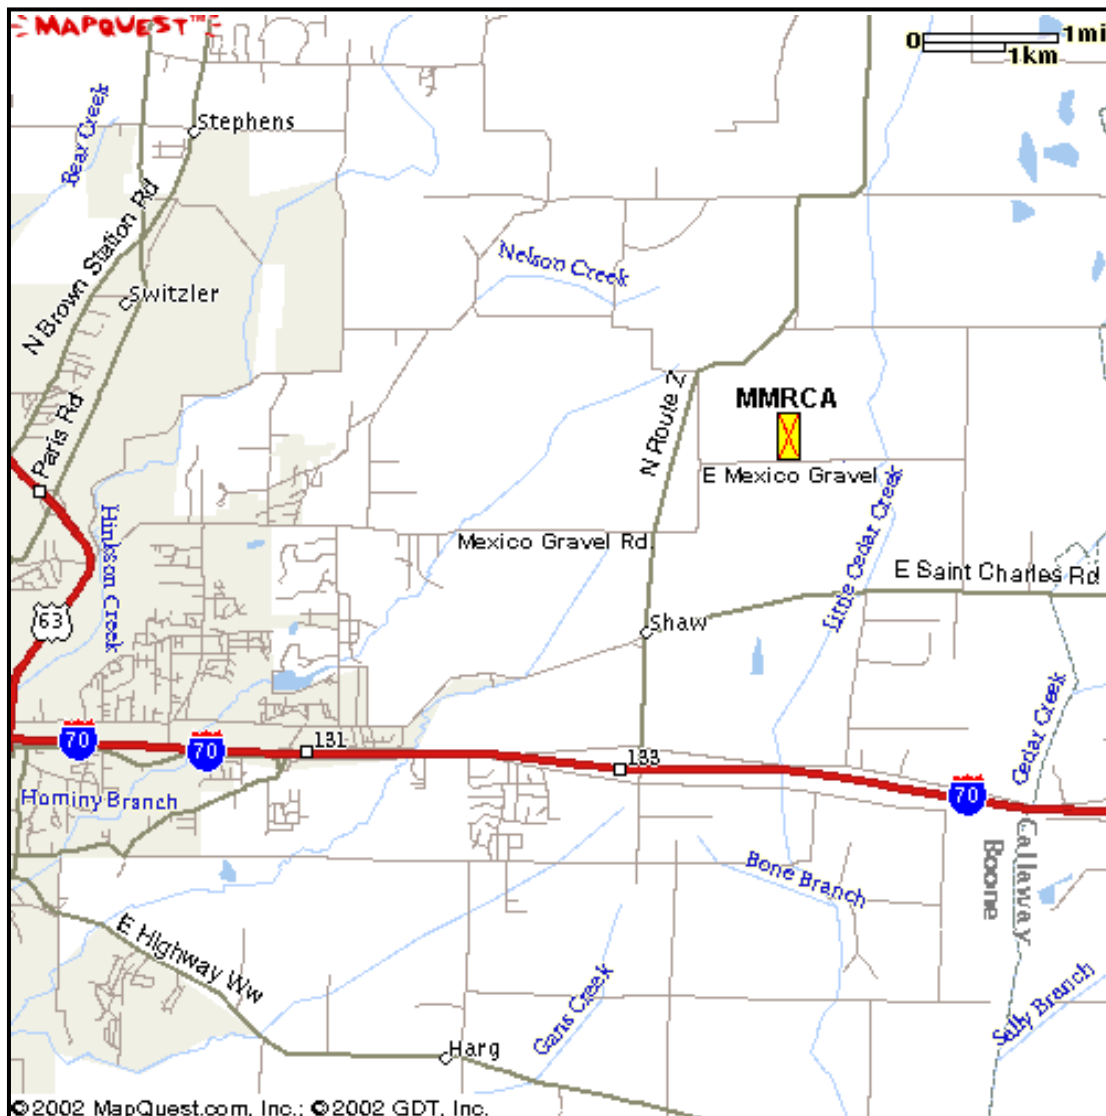 MAPQUEST™
0 1mi
1km
Bear Creek
Stephens
N Brown Station Rd
Nelson Creek
Switzler
Paris Rd
N Route Z
MMRCA
E Mexico Gravel
Hinkson Creek
Mexico Gravel Rd.
Little Cedar Creek
E Saint Charles Rd
63
Shaw
Cedar Creek
70
70
131
133
70
Hominy Branch
Bone Branch
Boone
Callaway
E Highway Ww
Gans Creek
Sally Branch
Harg
©2002 MapQuest.com, Inc.; ©2002 GDT, Inc.